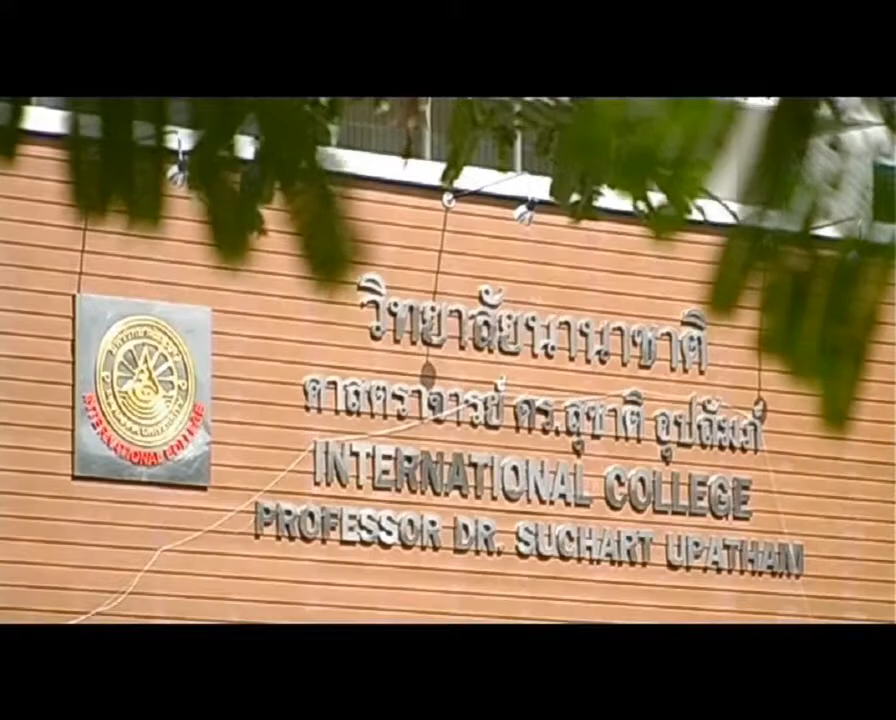 วิทยาลัยนานาชาติ
ศาสตราจารย์ ดร.สุชาติ อุปถัมภ์
INTERNATIONAL COLLEGE
PROFESSOR DR. SUCHART UPATHAM
INTERNATIONAL COLLEGE